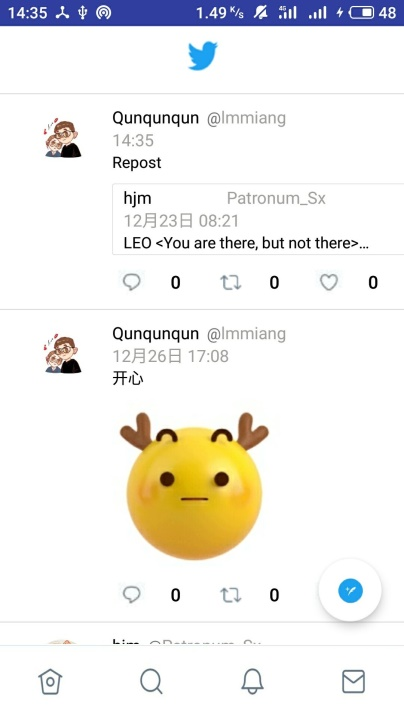 14:35 1.49 K/s 4G 48
Qunqunqun @lmmiang
14:35
Repost
hjm Patronum_Sx
12月23日 08:21
LEO <You are there, but not there>...
0 0 0
Qunqunqun @lmmiang
12月26日 17:08
开心
0 0
hjm @Patronum_Sx